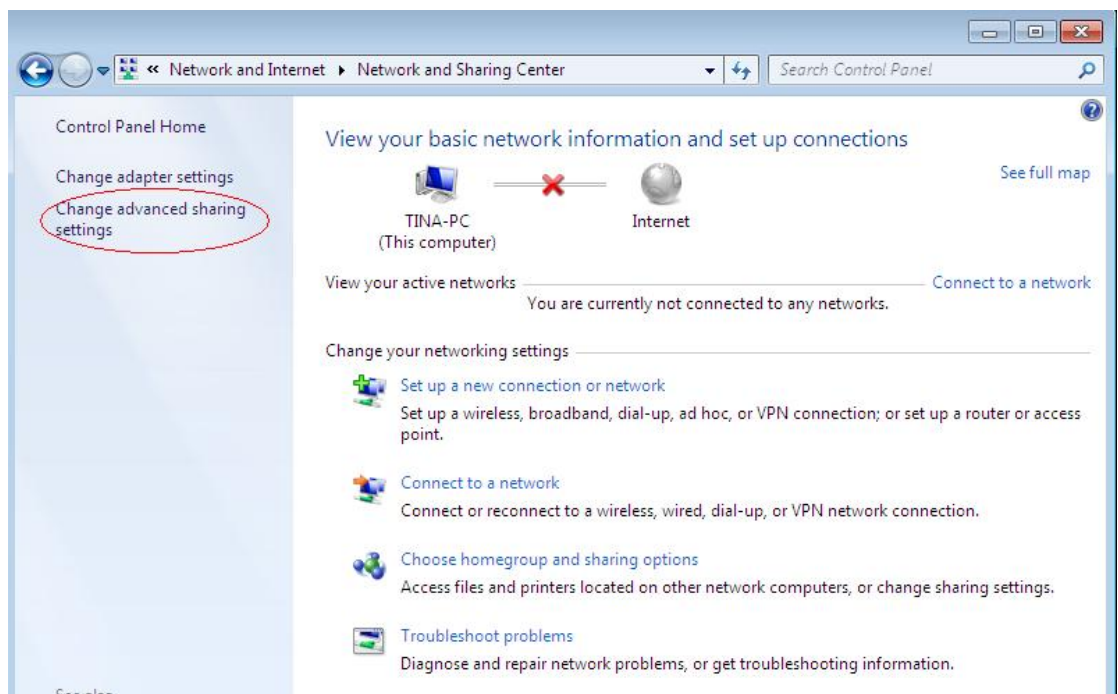 « Network and Internet ▸ Network and Sharing Center
Search Control Panel
Control Panel Home
Change adapter settings
Change advanced sharing
settings
View your basic network information and set up connections
See full map
TINA-PC
(This computer)
Internet
View your active networks
Connect to a network
You are currently not connected to any networks.
Change your networking settings
Set up a new connection or network
Set up a wireless, broadband, dial-up, ad hoc, or VPN connection; or set up a router or access
point.
Connect to a network
Connect or reconnect to a wireless, wired, dial-up, or VPN network connection.
Choose homegroup and sharing options
Access files and printers located on other network computers, or change sharing settings.
Troubleshoot problems
Diagnose and repair network problems, or get troubleshooting information.